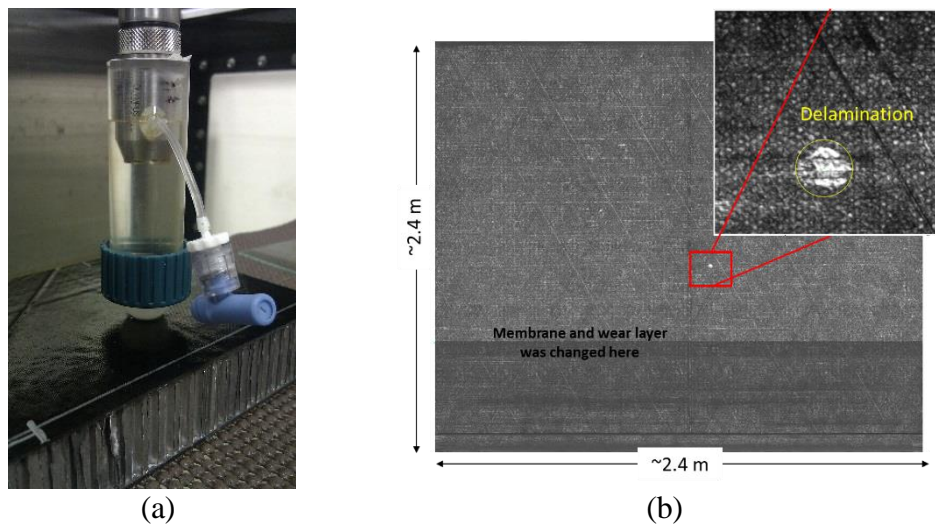 Delamination
~2.4 m
Membrane and wear layer
was changed here
~2.4 m
(a)
(b)